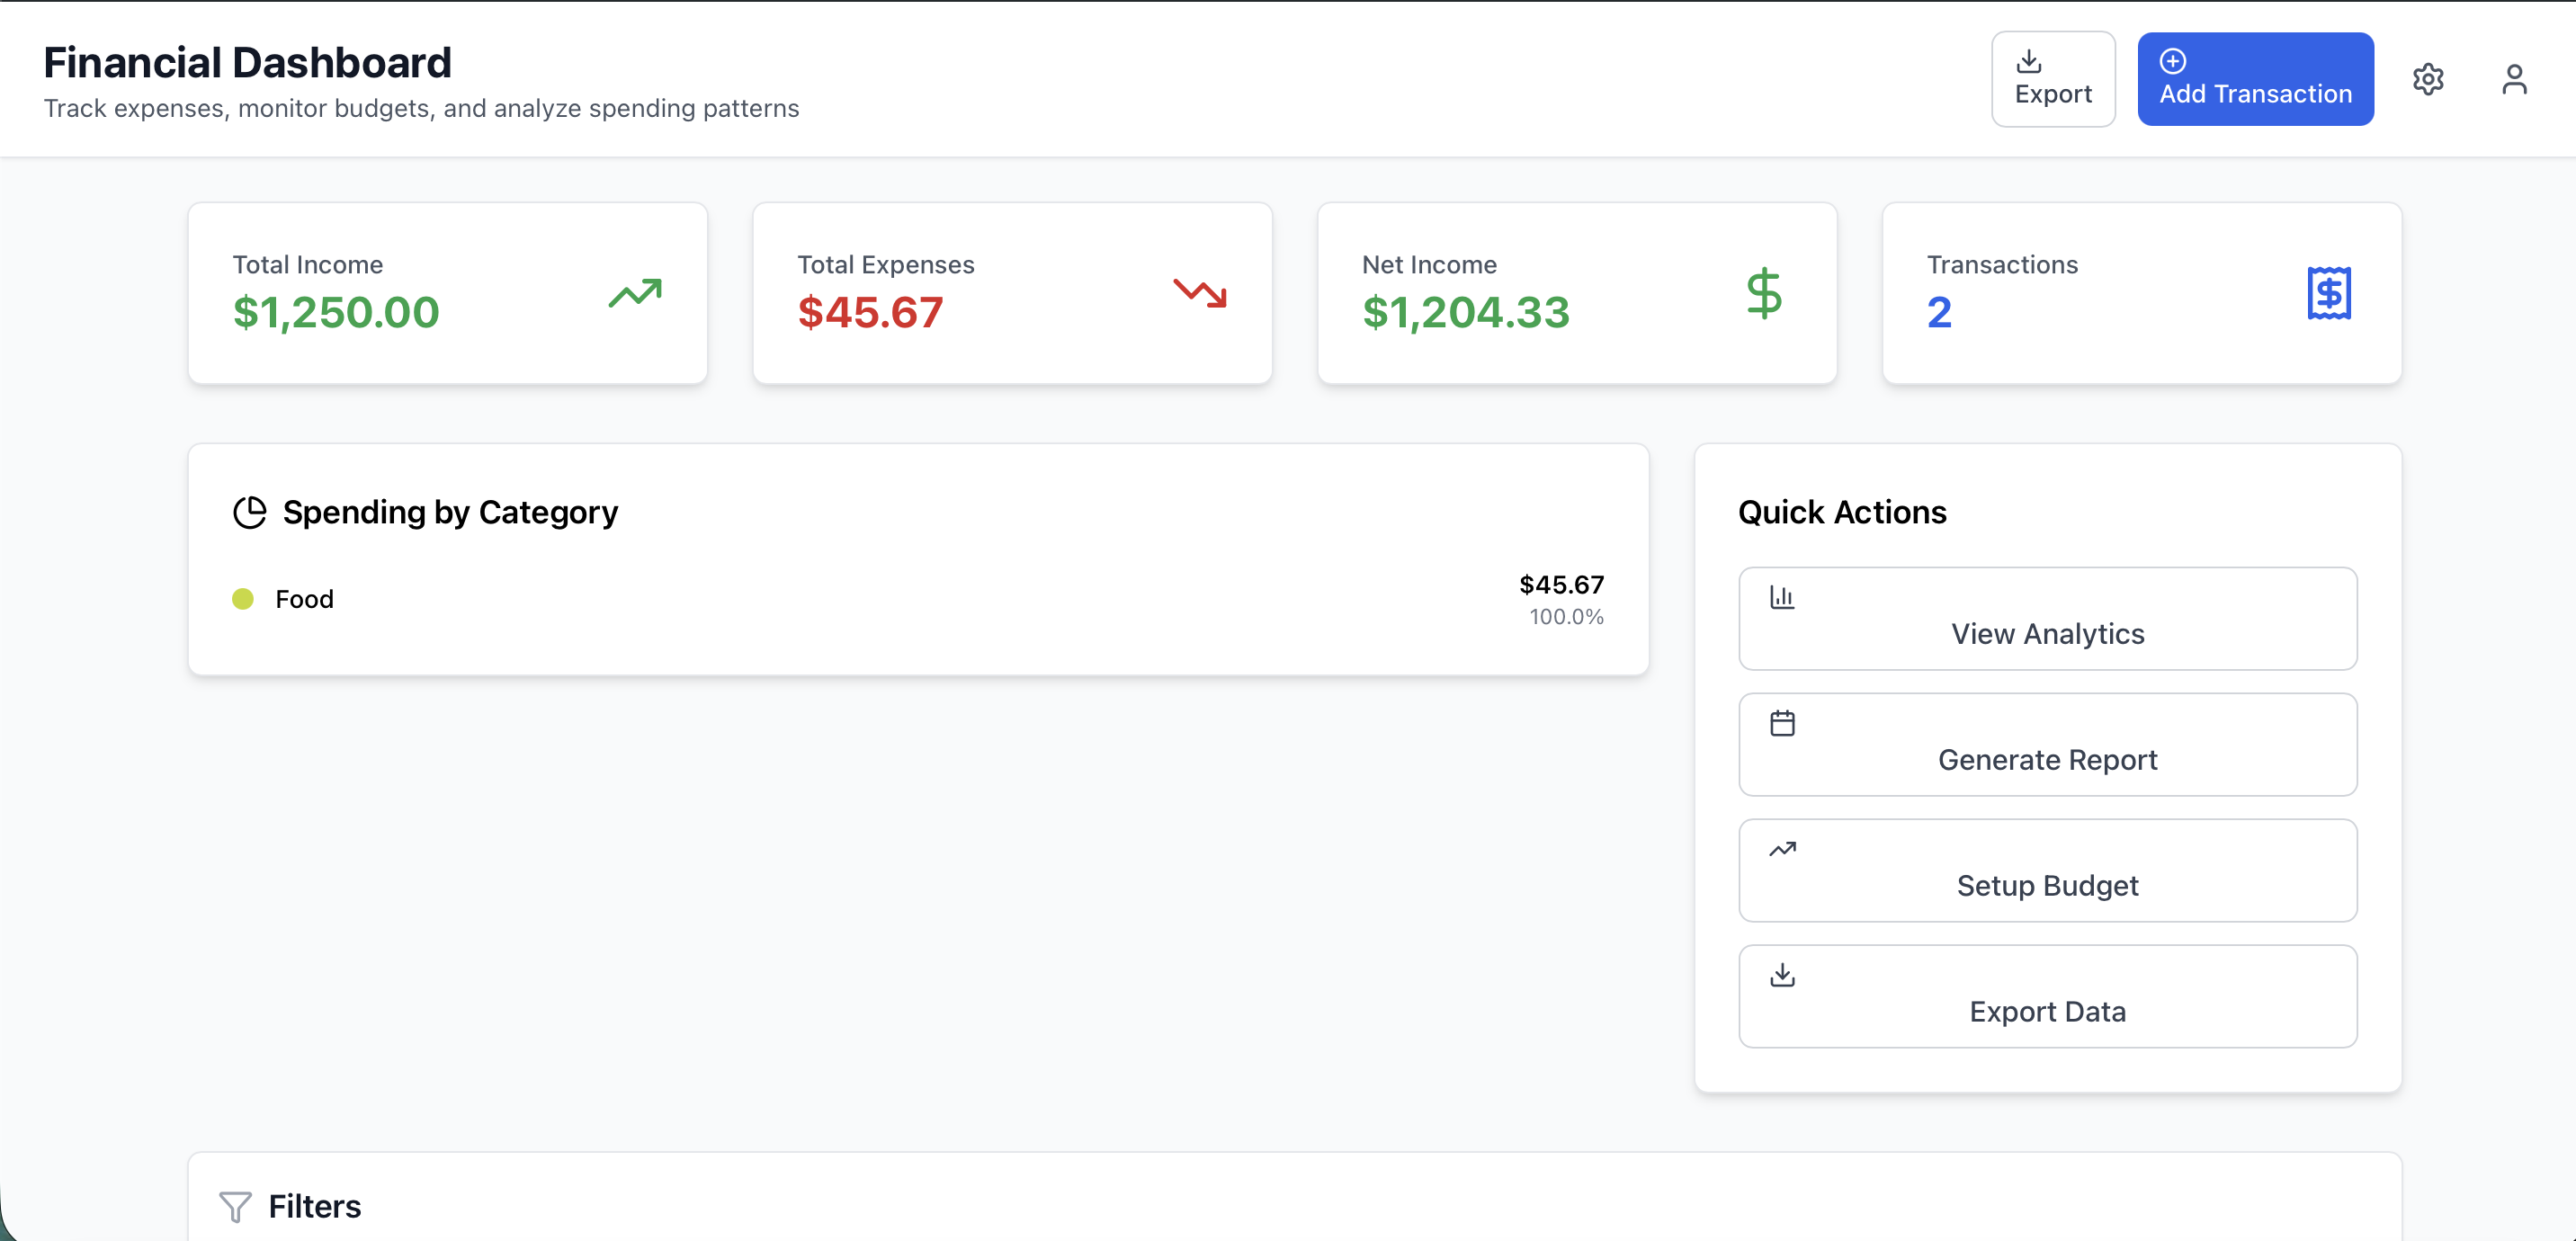 Financial Dashboard
Track expenses, monitor budgets, and analyze spending patterns
Export
Add Transaction
Total Income
$1,250.00
Total Expenses
$45.67
Net Income
$1,204.33
Transactions
2
Spending by Category
Food
$45.67
100.0%
Quick Actions
View Analytics
Generate Report
Setup Budget
Export Data
Filters